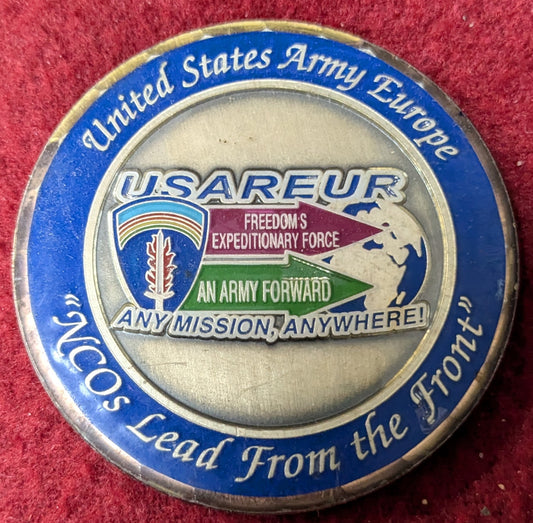 United States Army Europe
USAREUR
FREEDOM'S
EXPEDITIONARY FORCE
AN ARMY FORWARD
ANY MISSION, ANYWHERE!
"NCOs Lead From the Front"